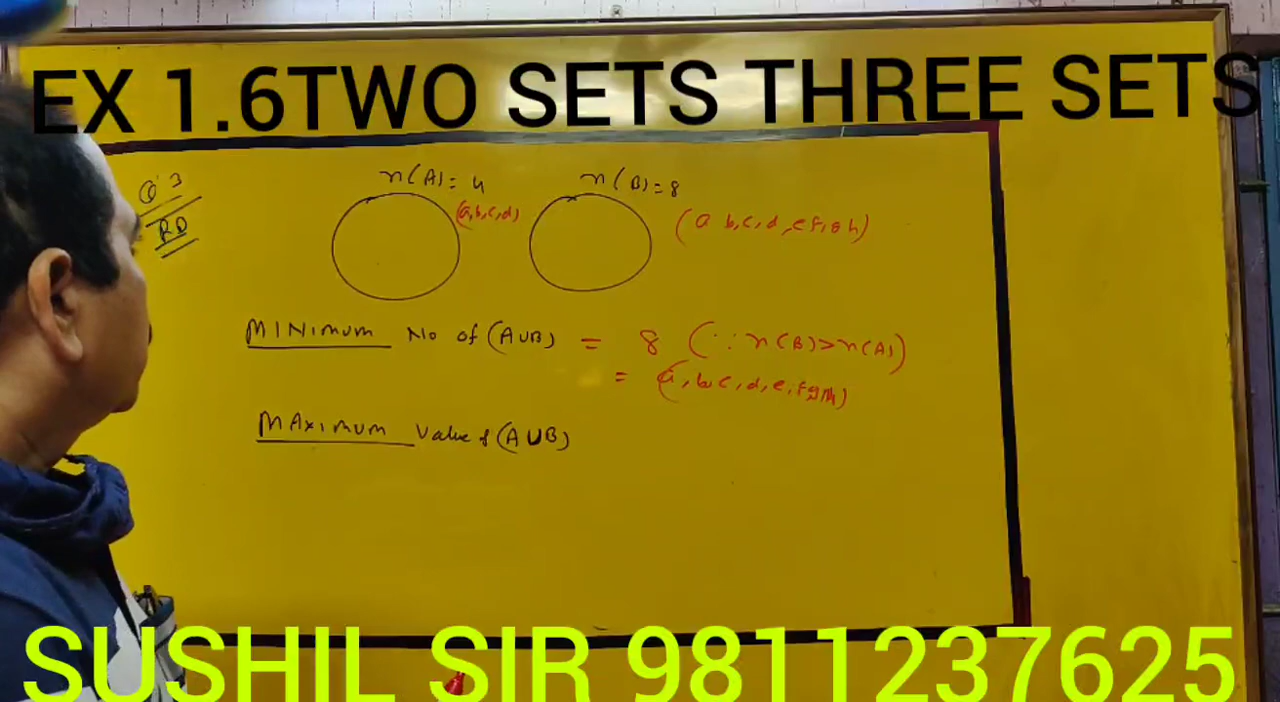 EX 1.6TWO SETS THREE SETS
Q 3
RD
n(A) = 4
(a,b,c,d)
n(B) = 8
(a b,c,d,e f,g h)
MINIMUM No of (A∪B) = 8 (∵ n(B)>n(A))
= (a, b, c, d, e, f g, h)
MAXIMUM Value of (A∪B)
SUSHIL SIR 9811237625